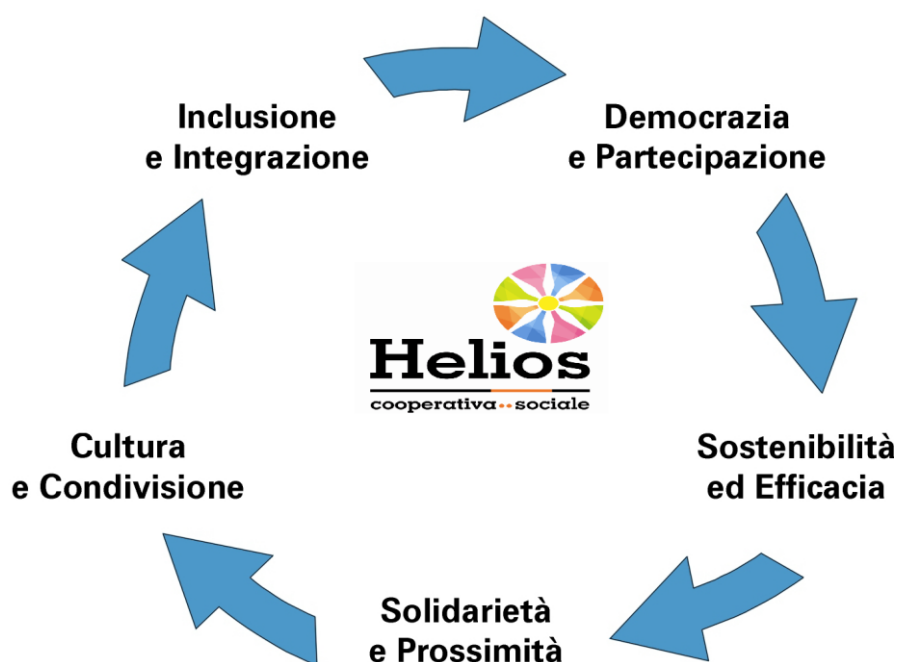 Inclusione
e Integrazione
Democrazia
e Partecipazione
Helios
cooperativa••sociale
Cultura
e Condivisione
Sostenibilità
ed Efficacia
Solidarietà
e Prossimità